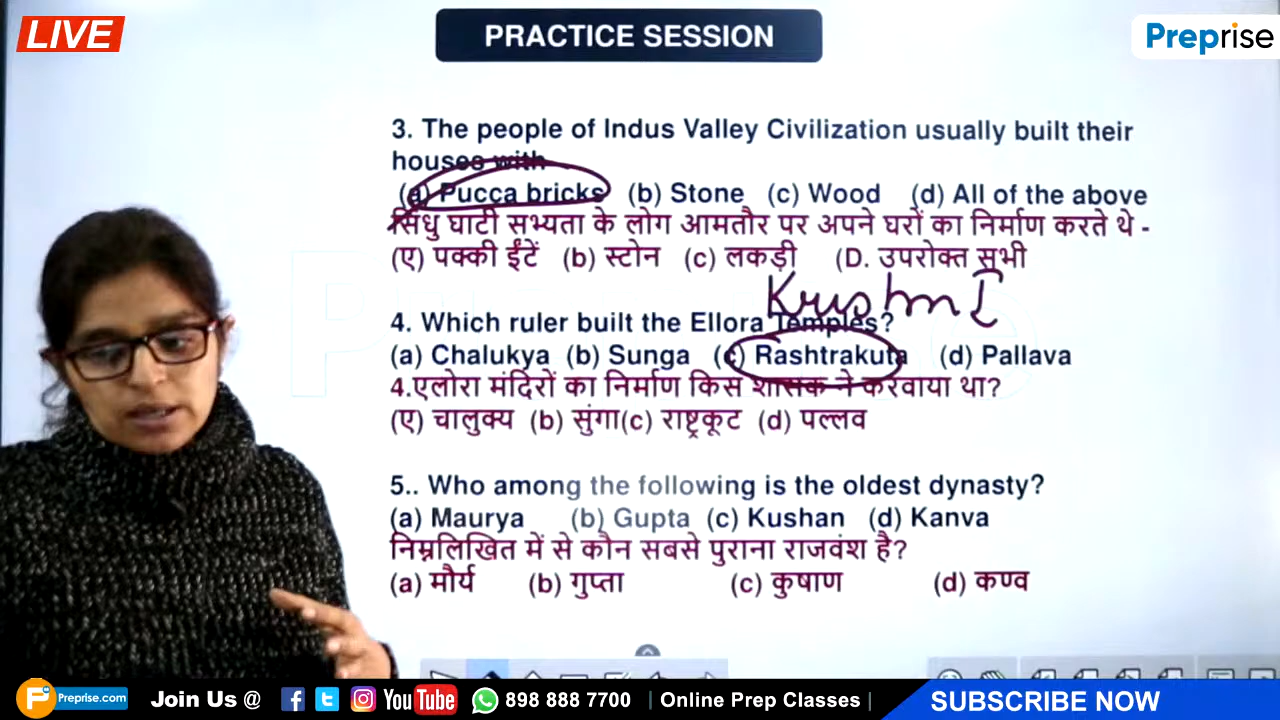 LIVE
PRACTICE SESSION
Preprise
3. The people of Indus Valley Civilization usually built their
houses with
(a) Pucca bricks (b) Stone (c) Wood (d) All of the above
सिंधु घाटी सभ्यता के लोग आमतौर पर अपने घरों का निर्माण करते थे -
(ए) पक्की ईंटें (b) स्टोन (c) लकड़ी (D. उपरोक्त सभी
Krishn I
4. Which ruler built the Ellora Temples?
(a) Chalukya (b) Sunga (c) Rashtrakuta (d) Pallava
4.एलोरा मंदिरों का निर्माण किस शासक ने करवाया था?
(ए) चालुक्य (b) सुंगा(c) राष्ट्रकूट (d) पल्लव
5.. Who among the following is the oldest dynasty?
(a) Maurya (b) Gupta (c) Kushan (d) Kanva
निम्नलिखित में से कौन सबसे पुराना राजवंश है?
(a) मौर्य (b) गुप्ता (c) कुषाण (d) कण्व
Preprise.com Join Us @ YouTube 898 888 7700 | Online Prep Classes | SUBSCRIBE NOW